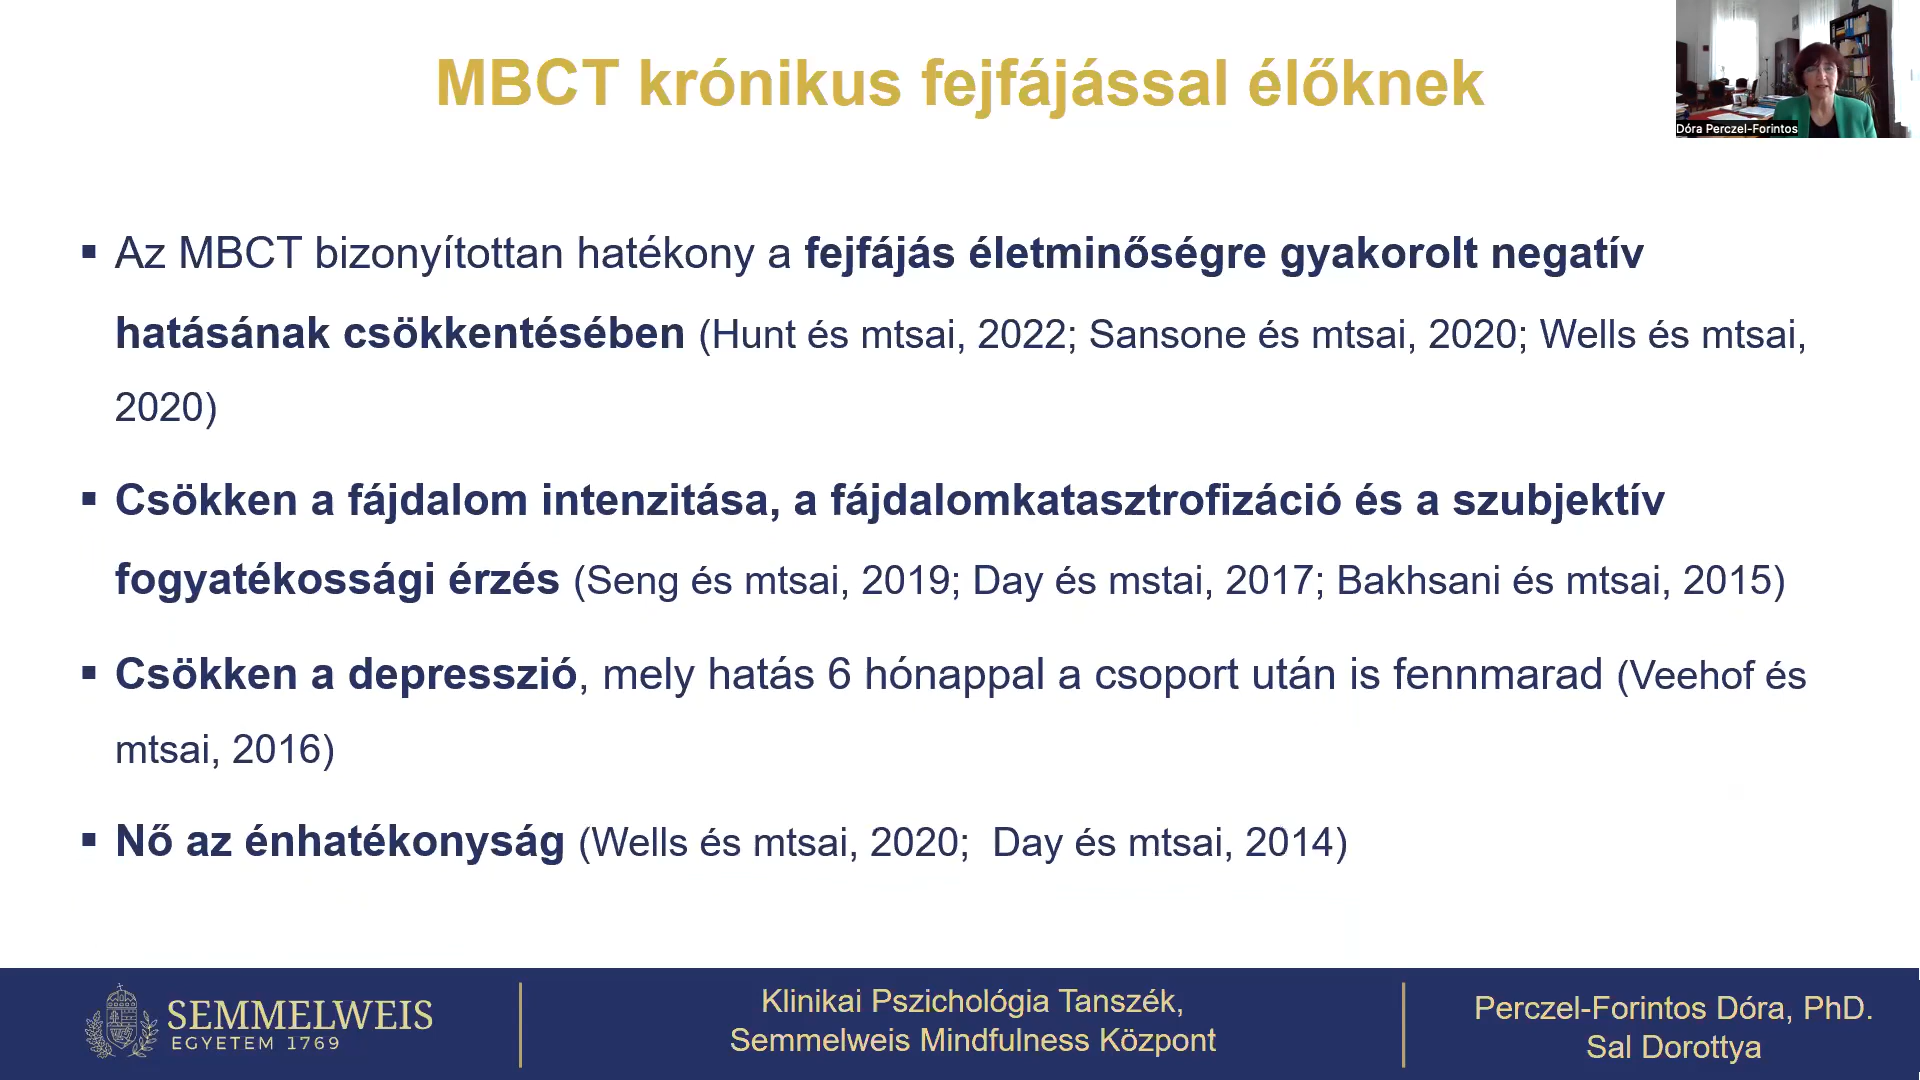 MBCT krónikus fejfájással élőknek
Dóra Perczel-Forintos
▪ Az MBCT bizonyítottan hatékony a fejfájás életminőségre gyakorolt negatív
hatásának csökkentésében (Hunt és mtsai, 2022; Sansone és mtsai, 2020; Wells és mtsai,
2020)
▪ Csökken a fájdalom intenzitása, a fájdalomkatasztrofizáció és a szubjektív
fogyatékossági érzés (Seng és mtsai, 2019; Day és mstai, 2017; Bakhsani és mtsai, 2015)
▪ Csökken a depresszió, mely hatás 6 hónappal a csoport után is fennmarad (Veehof és
mtsai, 2016)
▪ Nő az énhatékonyság (Wells és mtsai, 2020;  Day és mtsai, 2014)
SEMMELWEIS
EGYETEM 1769
Klinikai Pszichológia Tanszék,
Semmelweis Mindfulness Központ
Perczel-Forintos Dóra, PhD.
Sal Dorottya